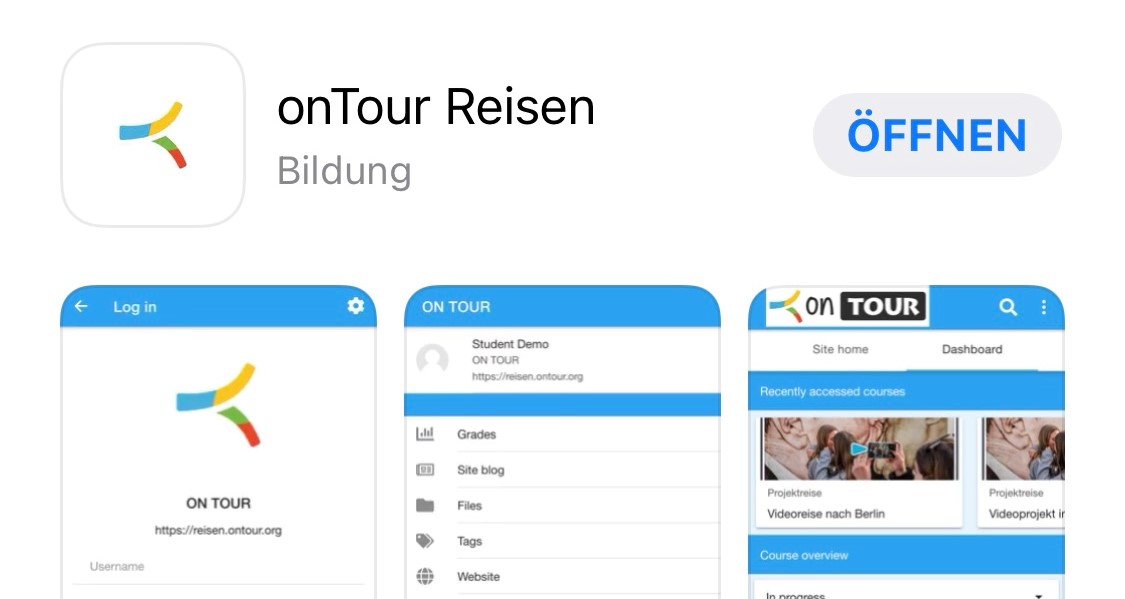 onTour Reisen
Bildung
ÖFFNEN
Log in
ON TOUR
https://reisen.ontour.org
Username
ON TOUR
Student Demo
ON TOUR
https://reisen.ontour.org
Grades
Site blog
Files
Tags
Website
on TOUR
Site home Dashboard
Recently accessed courses
Projektreise
Videoreise nach Berlin
Projektreise
Videoprojekt in
Course overview
In progress